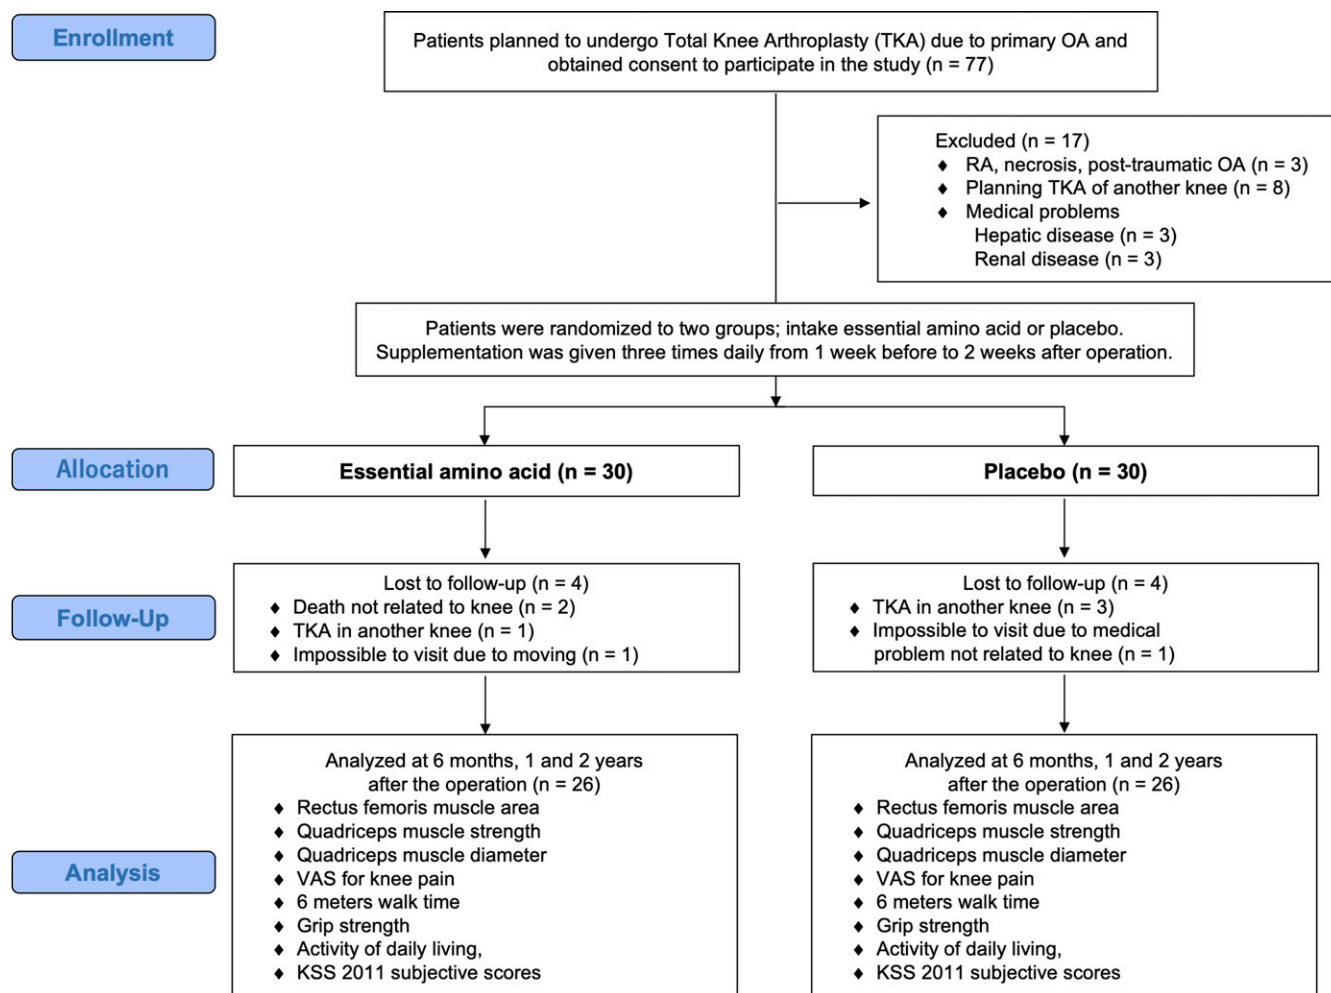 Enrollment
Patients planned to undergo Total Knee Arthroplasty (TKA) due to primary OA and
obtained consent to participate in the study (n = 77)
Excluded (n = 17)
♦ RA, necrosis, post-traumatic OA (n = 3)
♦ Planning TKA of another knee (n = 8)
♦ Medical problems
Hepatic disease (n = 3)
Renal disease (n = 3)
Patients were randomized to two groups; intake essential amino acid or placebo.
Supplementation was given three times daily from 1 week before to 2 weeks after operation.
Allocation
Essential amino acid (n = 30)
Placebo (n = 30)
Follow-Up
Lost to follow-up (n = 4)
♦ Death not related to knee (n = 2)
♦ TKA in another knee (n = 1)
♦ Impossible to visit due to moving (n = 1)
Lost to follow-up (n = 4)
♦ TKA in another knee (n = 3)
♦ Impossible to visit due to medical
problem not related to knee (n = 1)
Analysis
Analyzed at 6 months, 1 and 2 years
after the operation (n = 26)
♦ Rectus femoris muscle area
♦ Quadriceps muscle strength
♦ Quadriceps muscle diameter
♦ VAS for knee pain
♦ 6 meters walk time
♦ Grip strength
♦ Activity of daily living,
♦ KSS 2011 subjective scores
Analyzed at 6 months, 1 and 2 years
after the operation (n = 26)
♦ Rectus femoris muscle area
♦ Quadriceps muscle strength
♦ Quadriceps muscle diameter
♦ VAS for knee pain
♦ 6 meters walk time
♦ Grip strength
♦ Activity of daily living,
♦ KSS 2011 subjective scores